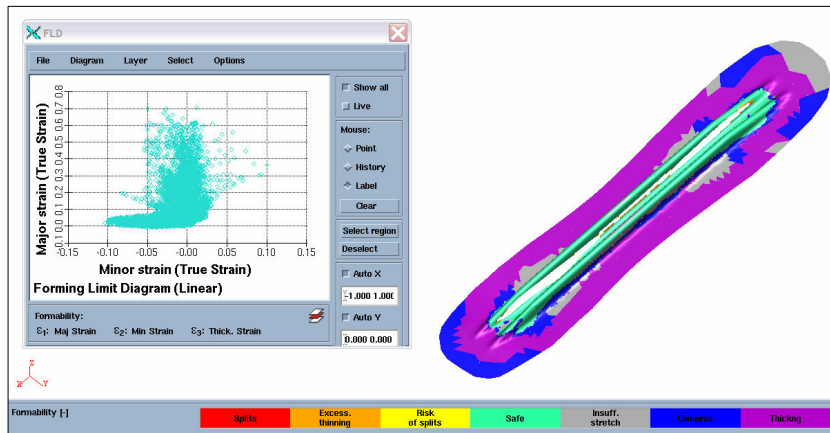 FLD
File Diagram Layer Select Options
Show all
Live
Mouse:
Point
History
Label
Clear
Select region
Deselect
Auto X
-1.000 1.000
Auto Y
0.000 0.000
Major strain (True Strain)
0.8
0.7
0.6
0.5
0.4
0.3
0.2
0.1
0.0
-0.1
-0.15 -0.10 -0.05 0.00 0.05 0.10 0.15
Minor strain (True Strain)
Forming Limit Diagram (Linear)
Formability:
ε1: Maj Strain ε2: Min Strain ε3: Thick. Strain
Z
X Y
Formability [-]
Splits
Excess.
thinning
Risk
of splits
Safe
Insuff.
stretch
Thickng